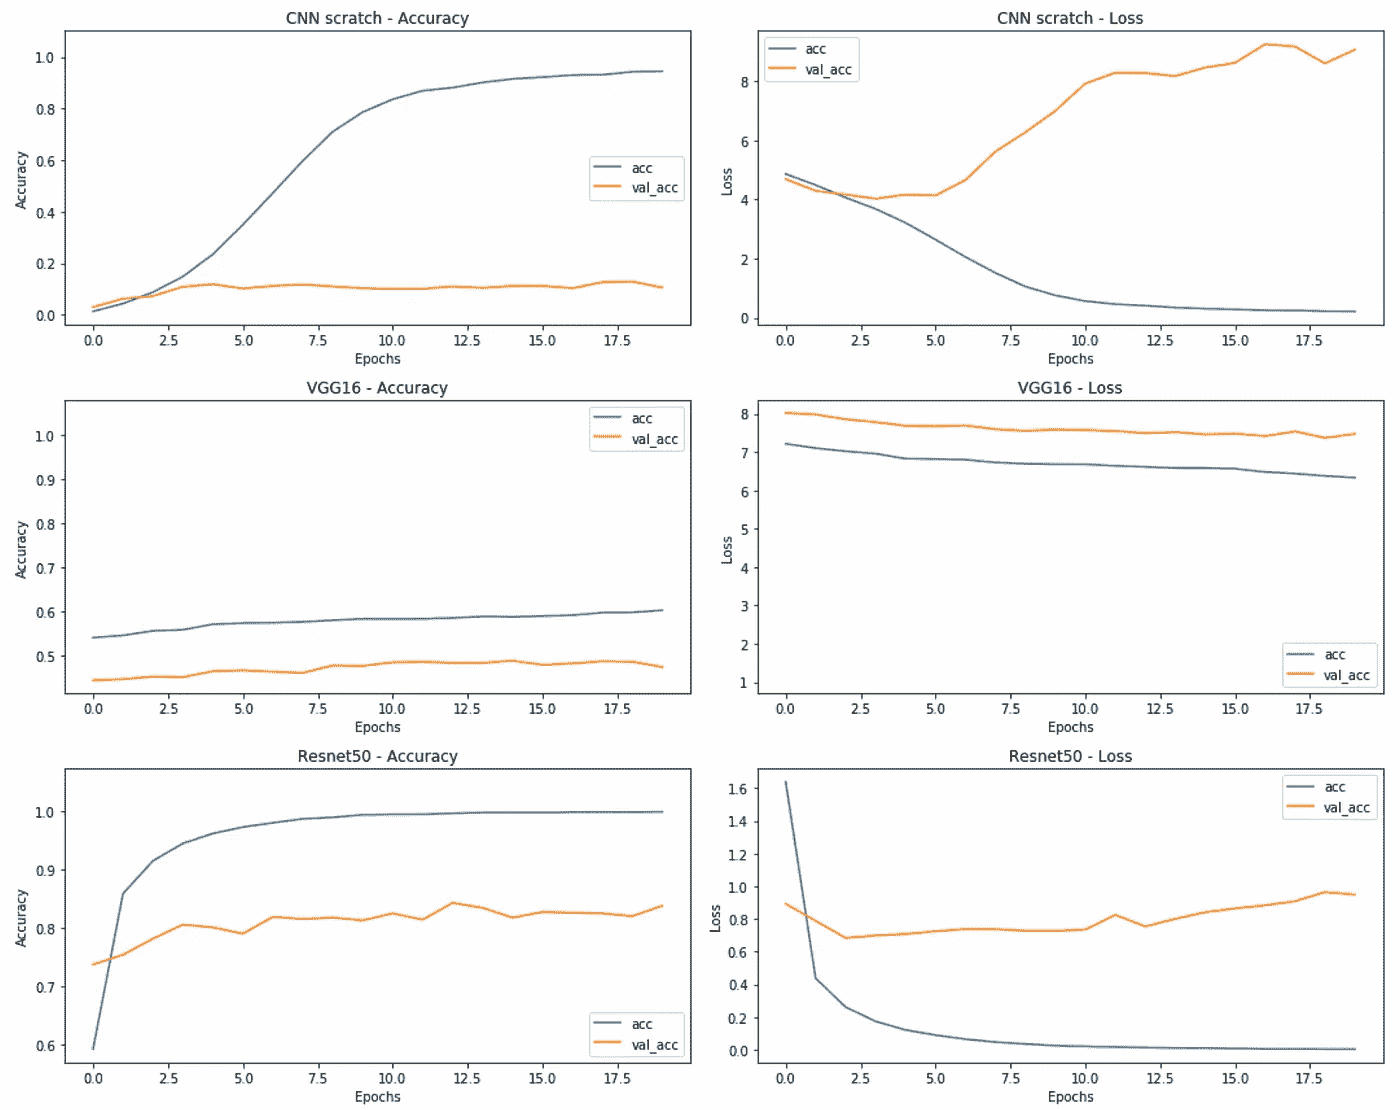 CNN scratch - Accuracy
1.0
0.8
0.6
0.4
0.2
0.0
Accuracy
acc
val_acc
0.0 2.5 5.0 7.5 10.0 12.5 15.0 17.5
Epochs
CNN scratch - Loss
acc
val_acc
8
6
4
2
0
Loss
0.0 2.5 5.0 7.5 10.0 12.5 15.0 17.5
Epochs
VGG16 - Accuracy
acc
val_acc
1.0
0.9
0.8
0.7
0.6
0.5
Accuracy
0.0 2.5 5.0 7.5 10.0 12.5 15.0 17.5
Epochs
VGG16 - Loss
8
7
6
5
4
3
2
1
Loss
acc
val_acc
0.0 2.5 5.0 7.5 10.0 12.5 15.0 17.5
Epochs
Resnet50 - Accuracy
1.0
0.9
0.8
0.7
0.6
Accuracy
acc
val_acc
0.0 2.5 5.0 7.5 10.0 12.5 15.0 17.5
Epochs
Resnet50 - Loss
acc
val_acc
1.6
1.4
1.2
1.0
0.8
0.6
0.4
0.2
0.0
Loss
0.0 2.5 5.0 7.5 10.0 12.5 15.0 17.5
Epochs